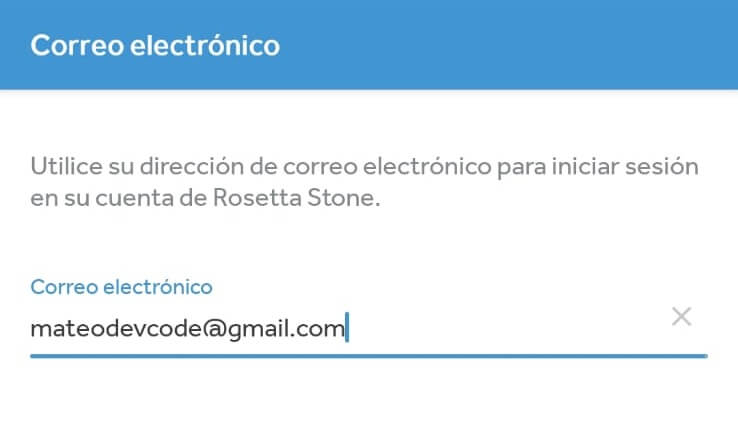 Correo electrónico
Utilice su dirección de correo electrónico para iniciar sesión
en su cuenta de Rosetta Stone.
Correo electrónico
mateodevcode@gmail.com